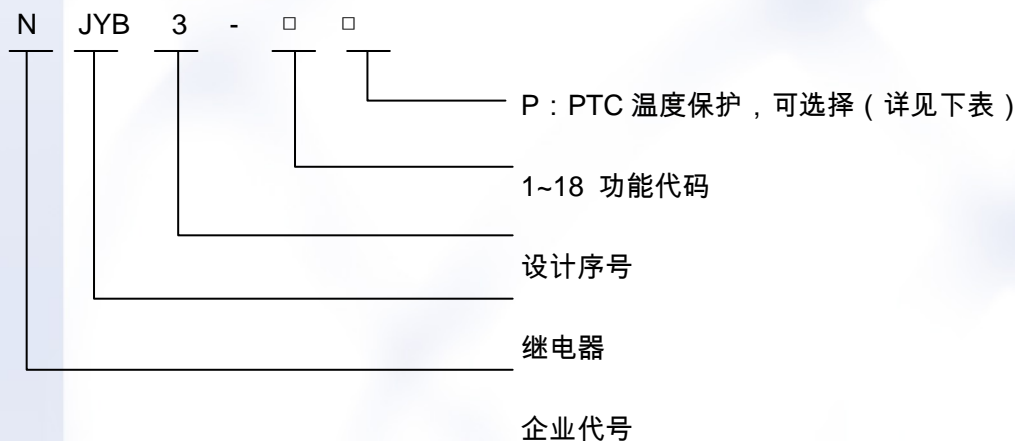 N JYB 3 - □ □
P：PTC 温度保护，可选择（详见下表）
1~18 功能代码
设计序号
继电器
企业代号